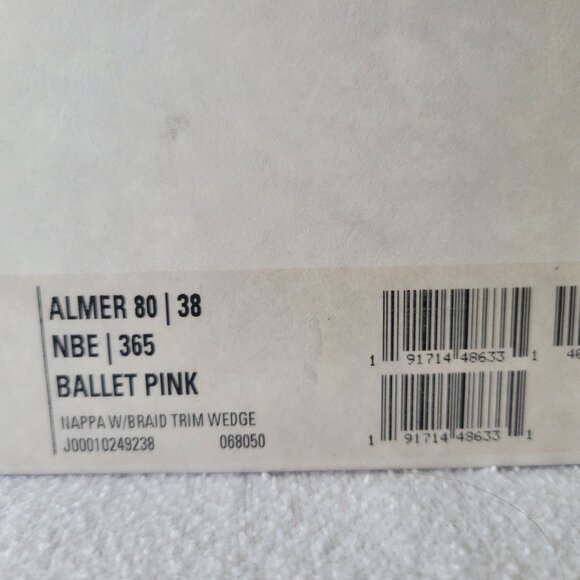 ALMER 80 | 38
NBE | 365
BALLET PINK
NAPPA W/BRAID TRIM WEDGE
J00010249238 068050
1 91714 48633 1
1 91714 48633 1